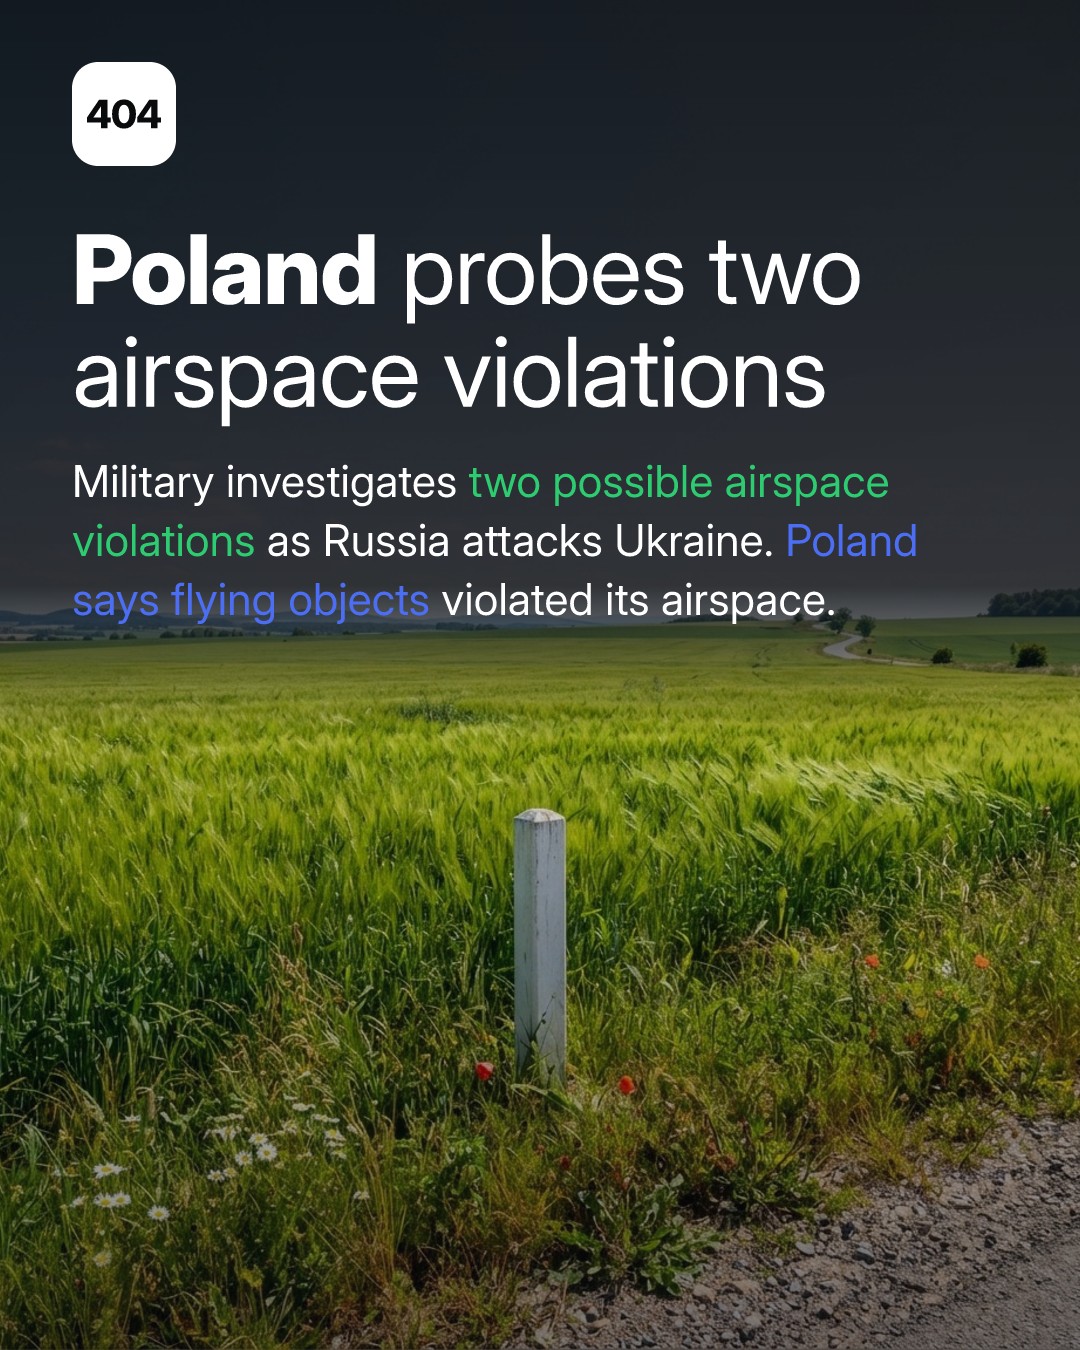 404
Poland probes two
airspace violations
Military investigates two possible airspace
violations as Russia attacks Ukraine. Poland
says flying objects violated its airspace.